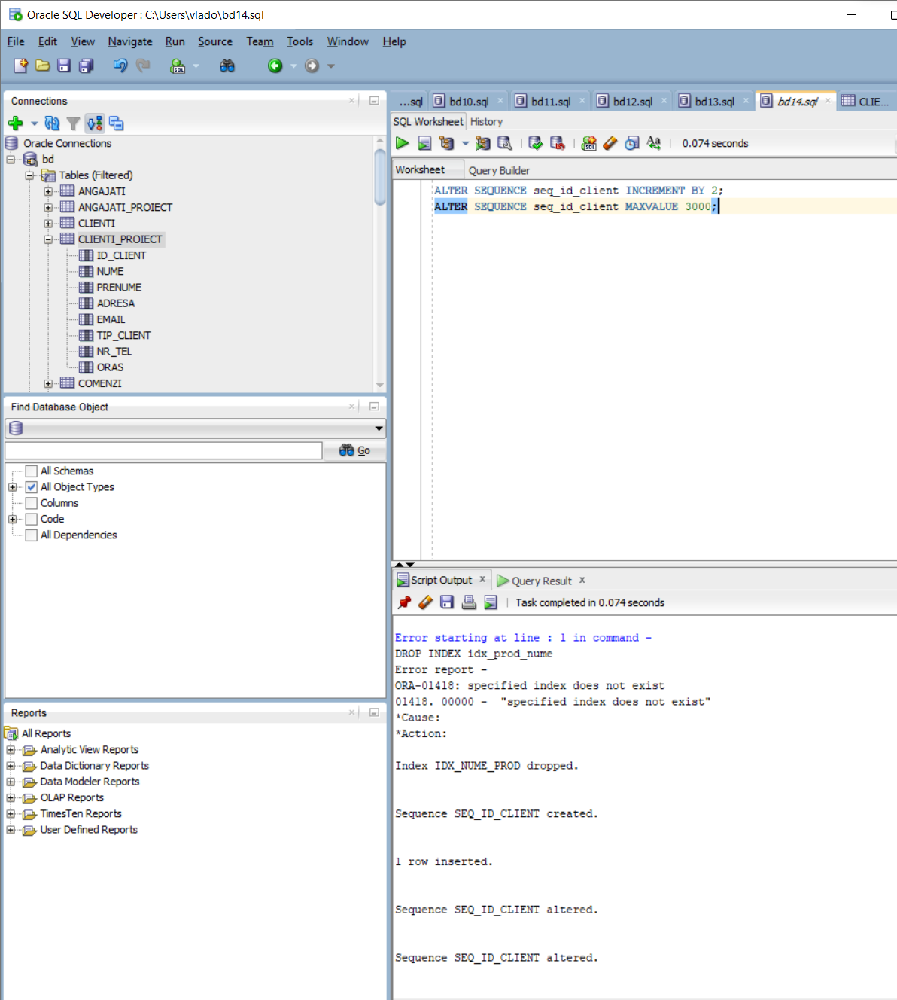 Oracle SQL Developer : C:\Users\vlado\bd14.sql
File Edit View Navigate Run Source Team Tools Window Help
Connections
Oracle Connections
bd
Tables (Filtered)
ANGAJATI
ANGAJATI_PROIECT
CLIENTI
CLIENTI_PROIECT
ID_CLIENT
NUME
PRENUME
ADRESA
EMAIL
TIP_CLIENT
NR_TEL
ORAS
COMENZI
Find Database Object
Go
All Schemas
All Object Types
Columns
Code
All Dependencies
Reports
All Reports
Analytic View Reports
Data Dictionary Reports
Data Modeler Reports
OLAP Reports
TimesTen Reports
User Defined Reports
...sql bd10.sql bd11.sql bd12.sql bd13.sql bd14.sql CLIE...
SQL Worksheet History
0.074 seconds
Worksheet Query Builder
ALTER SEQUENCE seq_id_client INCREMENT BY 2;
ALTER SEQUENCE seq_id_client MAXVALUE 3000;
Script Output x Query Result x
Task completed in 0.074 seconds
Error starting at line : 1 in command -
DROP INDEX idx_prod_nume
Error report -
ORA-01418: specified index does not exist
01418. 00000 -  "specified index does not exist"
*Cause:
*Action:
Index IDX_NUME_PROD dropped.
Sequence SEQ_ID_CLIENT created.
1 row inserted.
Sequence SEQ_ID_CLIENT altered.
Sequence SEQ_ID_CLIENT altered.